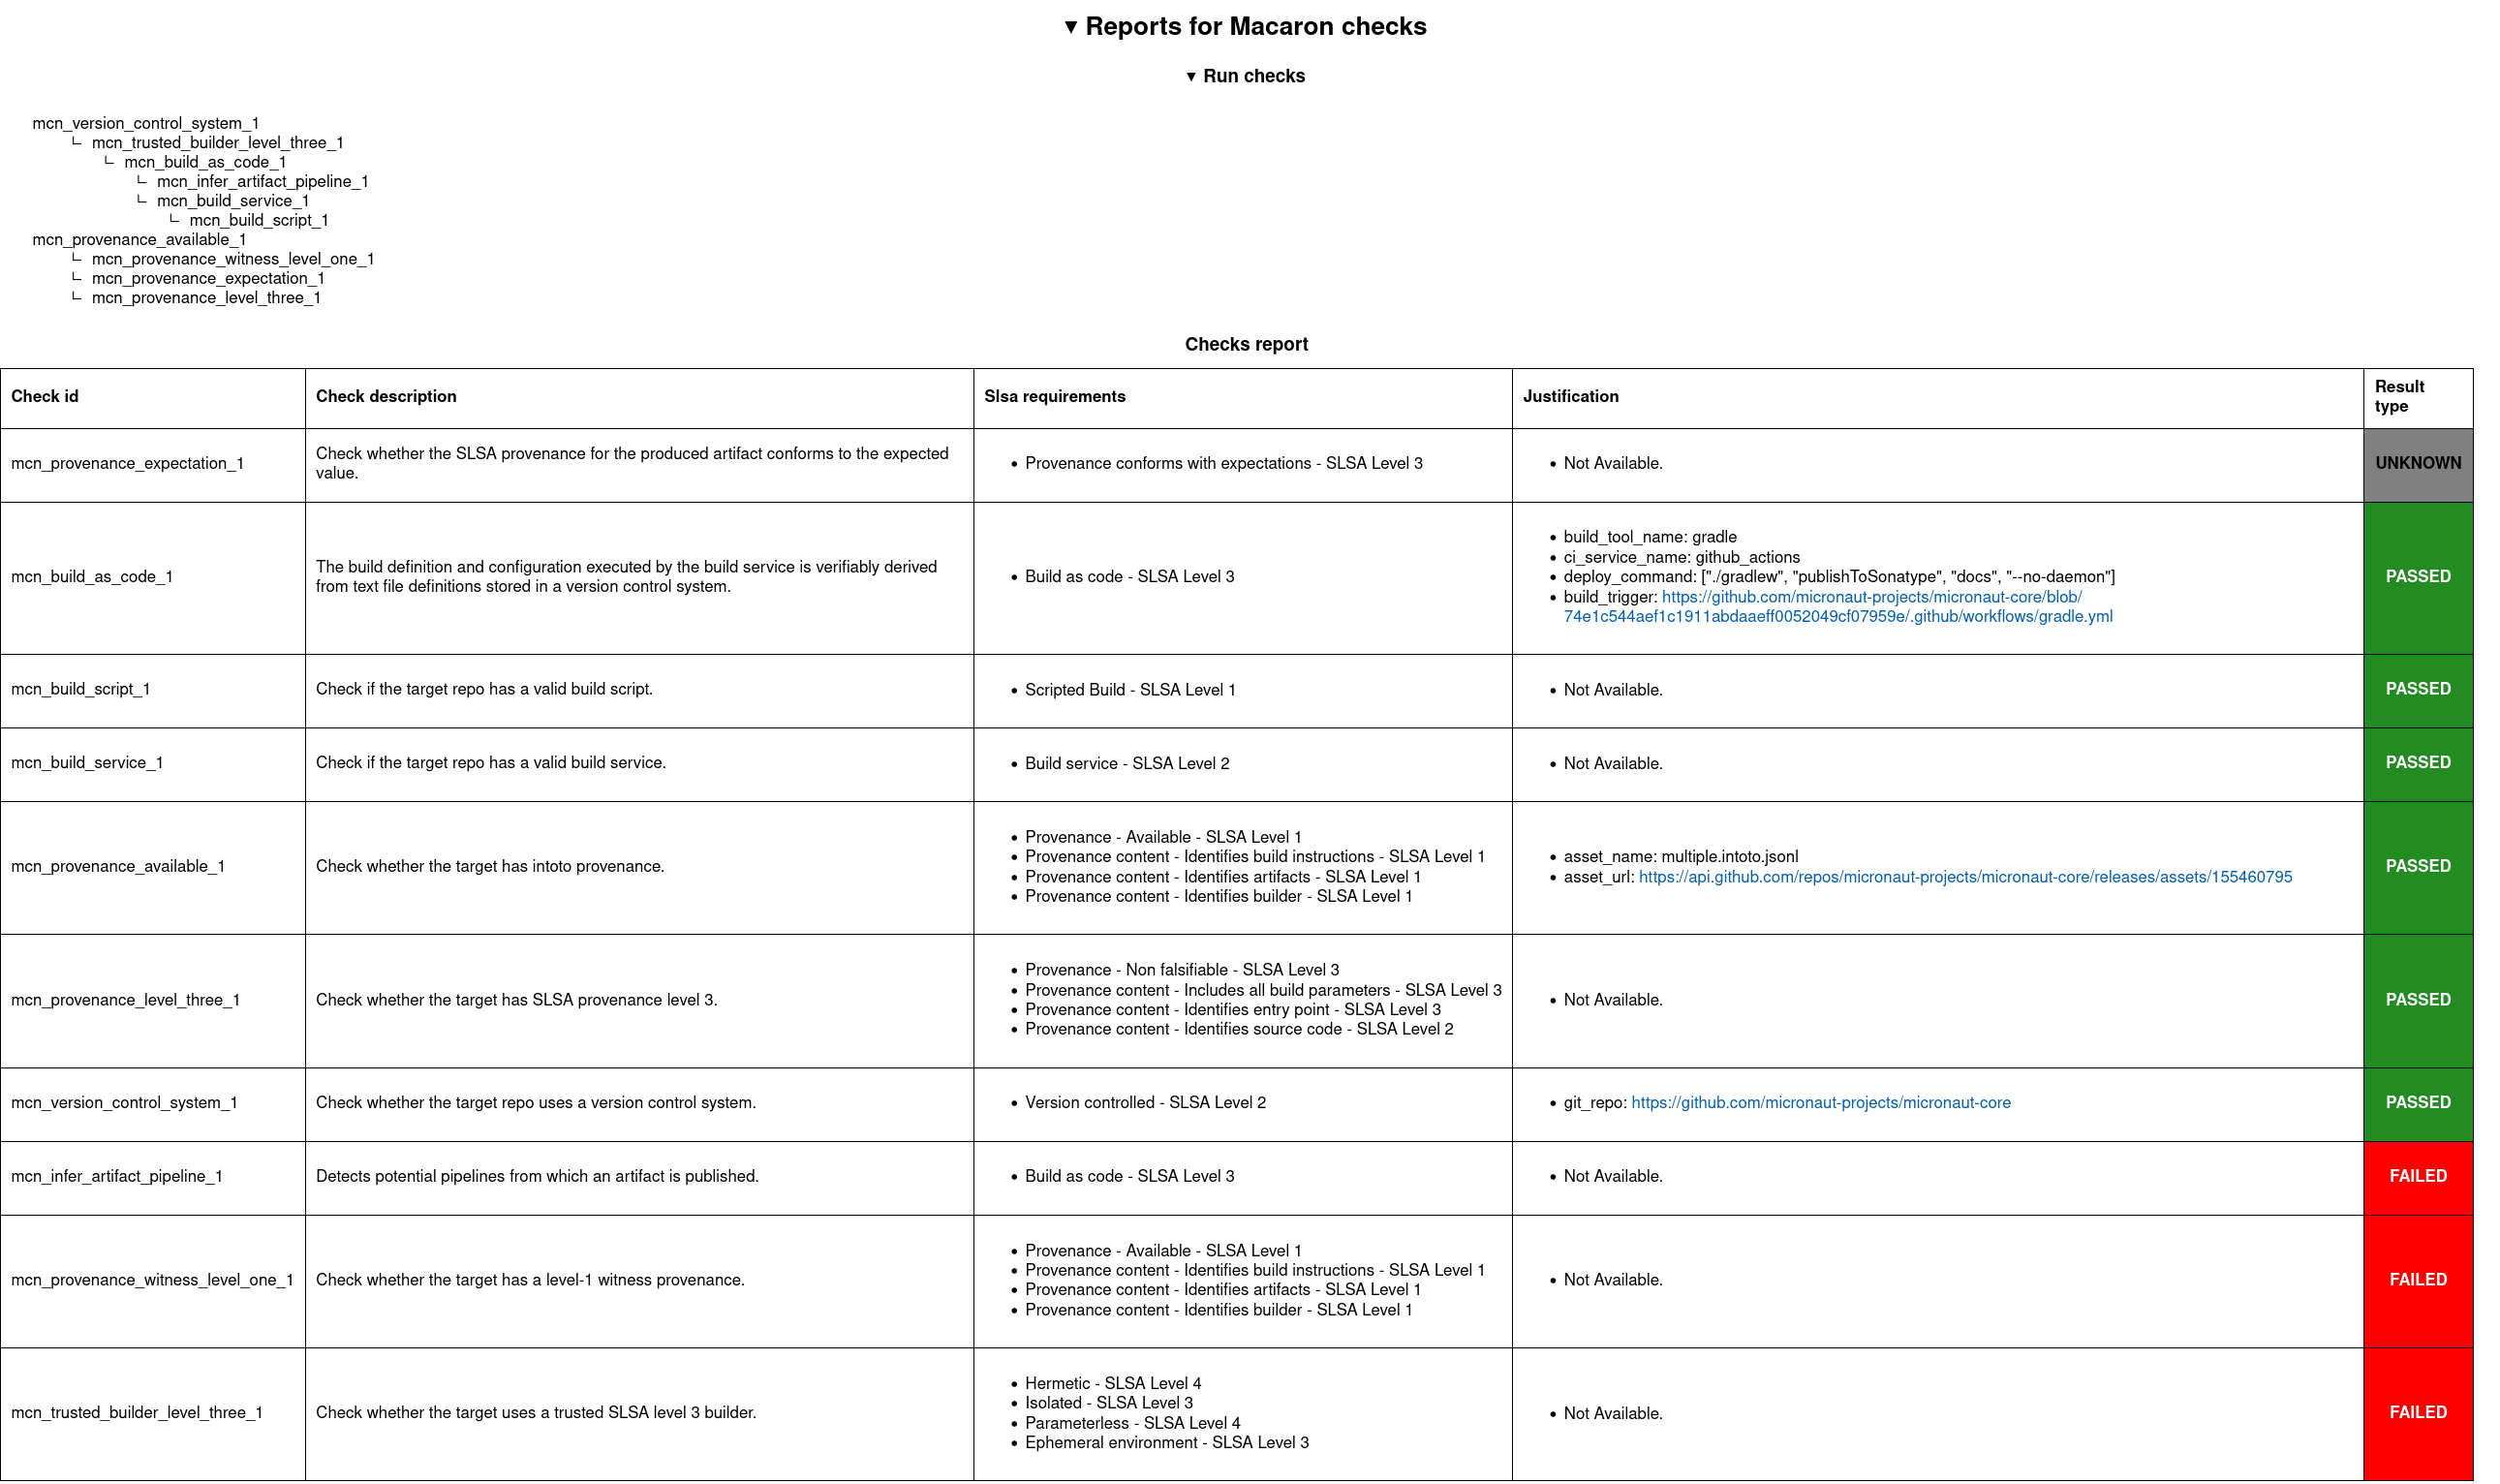 ▼ Reports for Macaron checks
▼ Run checks
mcn_version_control_system_1
∟ mcn_trusted_builder_level_three_1
∟ mcn_build_as_code_1
∟ mcn_infer_artifact_pipeline_1
∟ mcn_build_service_1
∟ mcn_build_script_1
mcn_provenance_available_1
∟ mcn_provenance_witness_level_one_1
∟ mcn_provenance_expectation_1
∟ mcn_provenance_level_three_1
Checks report
Check id
Check description
Slsa requirements
Justification
Result
type
mcn_provenance_expectation_1
Check whether the SLSA provenance for the produced artifact conforms to the expected
value.
• Provenance conforms with expectations - SLSA Level 3
• Not Available.
UNKNOWN
mcn_build_as_code_1
The build definition and configuration executed by the build service is verifiably derived
from text file definitions stored in a version control system.
• Build as code - SLSA Level 3
• build_tool_name: gradle
• ci_service_name: github_actions
• deploy_command: ["./gradlew", "publishToSonatype", "docs", "--no-daemon"]
• build_trigger: https://github.com/micronaut-projects/micronaut-core/blob/
74e1c544aef1c1911abdaaeff0052049cf07959e/.github/workflows/gradle.yml
PASSED
mcn_build_script_1
Check if the target repo has a valid build script.
• Scripted Build - SLSA Level 1
• Not Available.
PASSED
mcn_build_service_1
Check if the target repo has a valid build service.
• Build service - SLSA Level 2
• Not Available.
PASSED
mcn_provenance_available_1
Check whether the target has intoto provenance.
• Provenance - Available - SLSA Level 1
• Provenance content - Identifies build instructions - SLSA Level 1
• Provenance content - Identifies artifacts - SLSA Level 1
• Provenance content - Identifies builder - SLSA Level 1
• asset_name: multiple.intoto.jsonl
• asset_url: https://api.github.com/repos/micronaut-projects/micronaut-core/releases/assets/155460795
PASSED
mcn_provenance_level_three_1
Check whether the target has SLSA provenance level 3.
• Provenance - Non falsifiable - SLSA Level 3
• Provenance content - Includes all build parameters - SLSA Level 3
• Provenance content - Identifies entry point - SLSA Level 3
• Provenance content - Identifies source code - SLSA Level 2
• Not Available.
PASSED
mcn_version_control_system_1
Check whether the target repo uses a version control system.
• Version controlled - SLSA Level 2
• git_repo: https://github.com/micronaut-projects/micronaut-core
PASSED
mcn_infer_artifact_pipeline_1
Detects potential pipelines from which an artifact is published.
• Build as code - SLSA Level 3
• Not Available.
FAILED
mcn_provenance_witness_level_one_1
Check whether the target has a level-1 witness provenance.
• Provenance - Available - SLSA Level 1
• Provenance content - Identifies build instructions - SLSA Level 1
• Provenance content - Identifies artifacts - SLSA Level 1
• Provenance content - Identifies builder - SLSA Level 1
• Not Available.
FAILED
mcn_trusted_builder_level_three_1
Check whether the target uses a trusted SLSA level 3 builder.
• Hermetic - SLSA Level 4
• Isolated - SLSA Level 3
• Parameterless - SLSA Level 4
• Ephemeral environment - SLSA Level 3
• Not Available.
FAILED